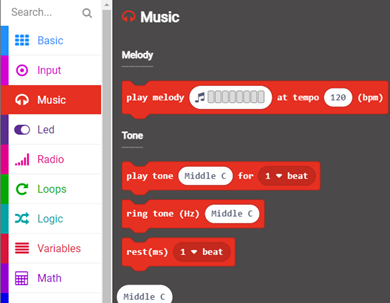 Search...
Basic
Input
Music
Led
Radio
Loops
Logic
Variables
Math
Music
Melody
play melody at tempo 120 (bpm)
Tone
play tone Middle C for 1 beat
ring tone (Hz) Middle C
rest(ms) 1 beat
Middle C